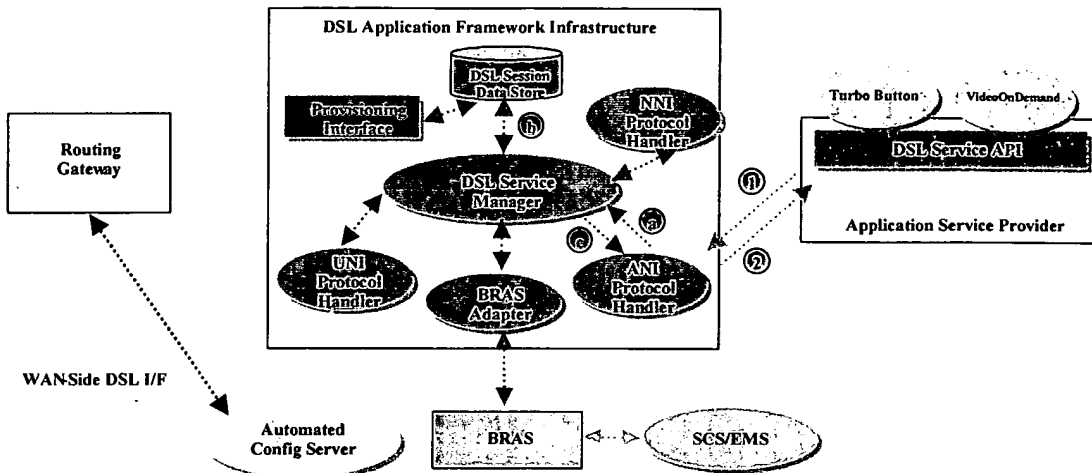 DSL Application Framework Infrastructure
DSL Session
Data Store
Provisioning
Interface
b
NNI
Protocol
Handler
Turbo Button
VideoOnDemand
DSL Service API
Application Service Provider
Routing
Gateway
DSL Service
Manager
1
2
a
c
UNI
Protocol
Handler
BRAS
Adapter
ANI
Protocol
Handler
WAN-Side DSL I/F
Automated
Config Server
BRAS
SCS/EMS